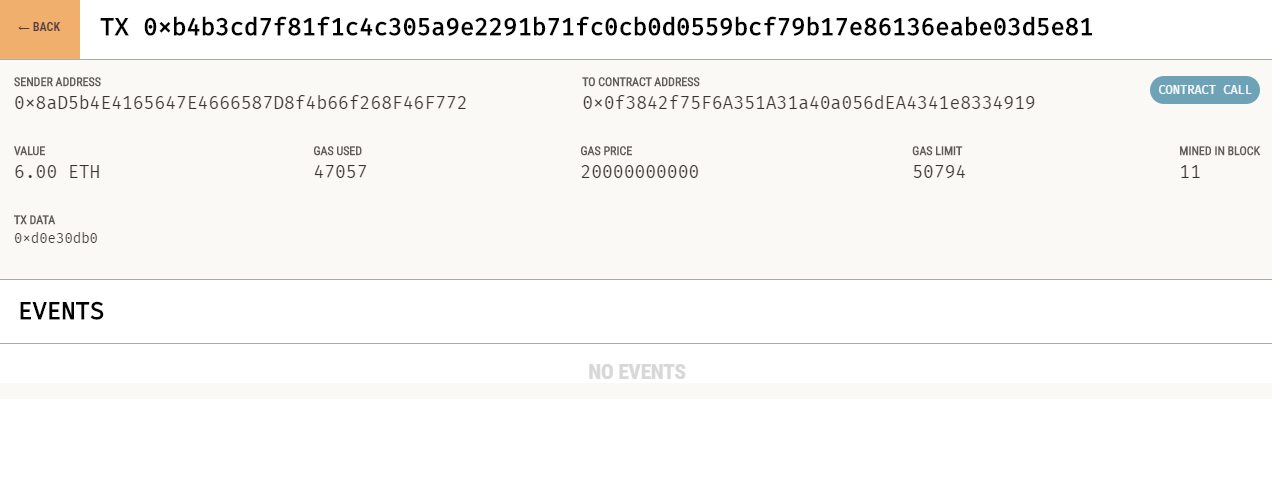 ← BACK
TX 0×b4b3cd7f81f1c4c305a9e2291b71fc0cb0d0559bcf79b17e86136eabe03d5e81
SENDER ADDRESS
0×8aD5b4E4165647E4666587D8f4b66f268F46F772
TO CONTRACT ADDRESS
0×0f3842f75F6A351A31a40a056dEA4341e8334919
CONTRACT CALL
VALUE
6.00 ETH
GAS USED
47057
GAS PRICE
20000000000
GAS LIMIT
50794
MINED IN BLOCK
11
TX DATA
0×d0e30db0
EVENTS
NO EVENTS